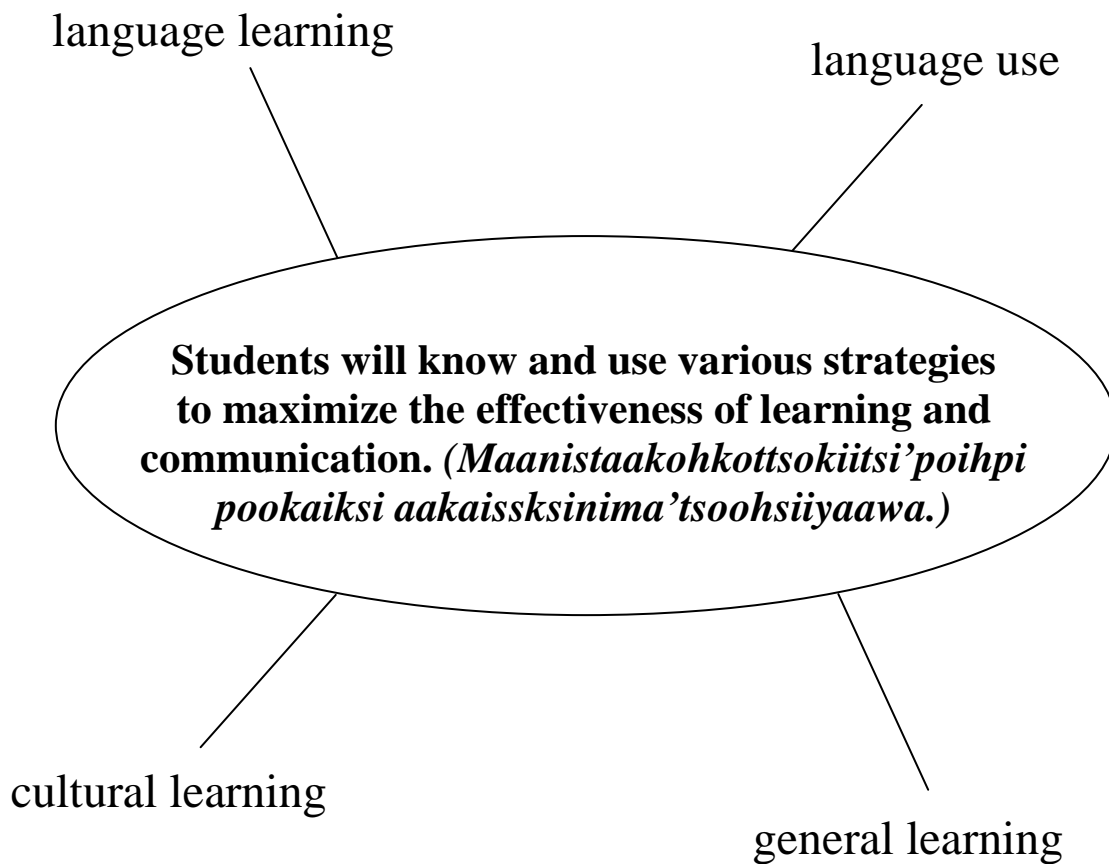 language learning
language use
Students will know and use various strategies
to maximize the effectiveness of learning and
communication. (Maanistaakohkottsokiitsi’poihpi
pookaiksi aakaissksinima’tsoohsiiyaawa.)
cultural learning
general learning